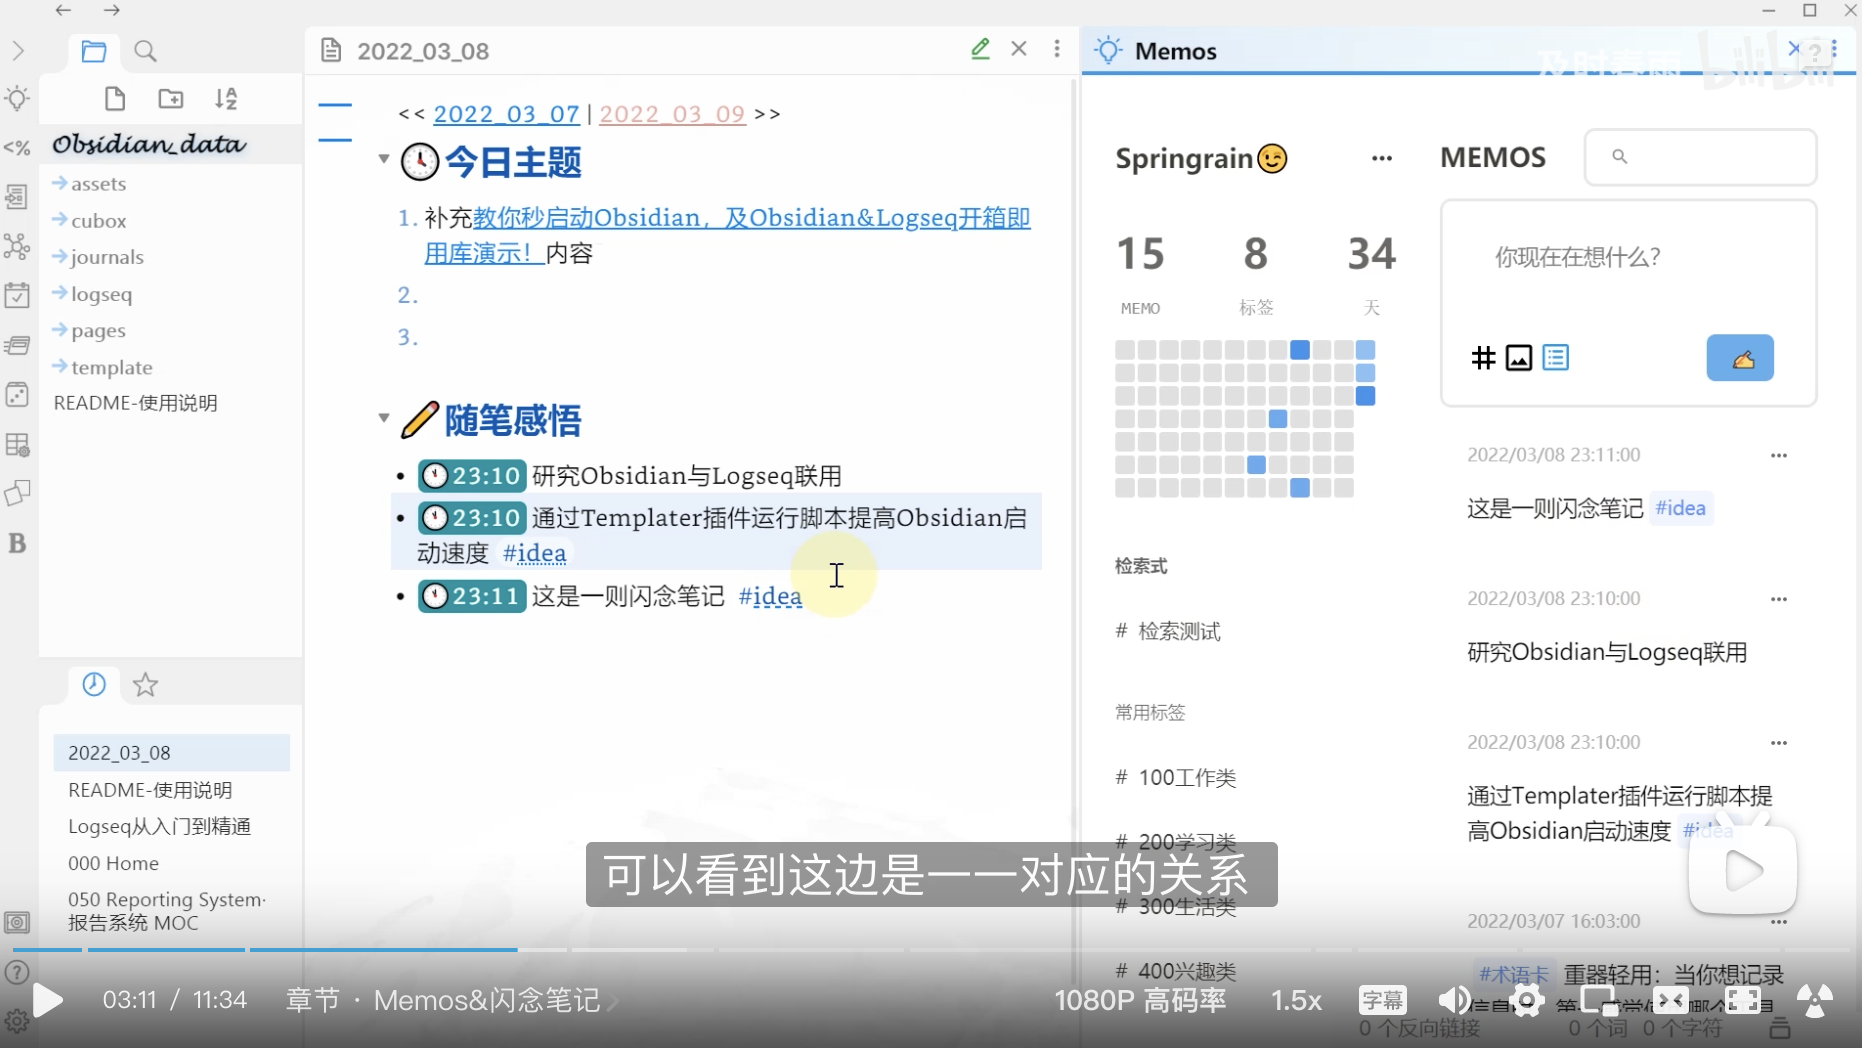 2022_03_08
Memos
及时春雨 bilibili
Obsidian_data
assets
cubox
journals
logseq
pages
template
README-使用说明
<< 2022_03_07 | 2022_03_09 >>
今日主题
1. 补充教你秒启动Obsidian，及Obsidian&Logseq开箱即
用库演示！内容
2.
3.
随笔感悟
23:10 研究Obsidian与Logseq联用
23:10 通过Templater插件运行脚本提高Obsidian启
动速度 #idea
23:11 这是一则闪念笔记 #idea
Springrain
15 8 34
MEMO 标签 天
检索式
# 检索测试
常用标签
# 100工作类
# 200学习类
# 300生活类
# 400兴趣类
MEMOS
你现在在想什么？
2022/03/08 23:11:00
这是一则闪念笔记 #idea
2022/03/08 23:10:00
研究Obsidian与Logseq联用
2022/03/08 23:10:00
通过Templater插件运行脚本提
高Obsidian启动速度 #idea
2022/03/07 16:03:00
#术语卡 重器轻用：当你想记录
2022_03_08
README-使用说明
Logseq从入门到精通
000 Home
050 Reporting System·
报告系统 MOC
可以看到这边是一一对应的关系
03:11 / 11:34 章节 · Memos&闪念笔记
1080P 高码率 1.5x 字幕
0 个反向链接 0 个词 0 个字符